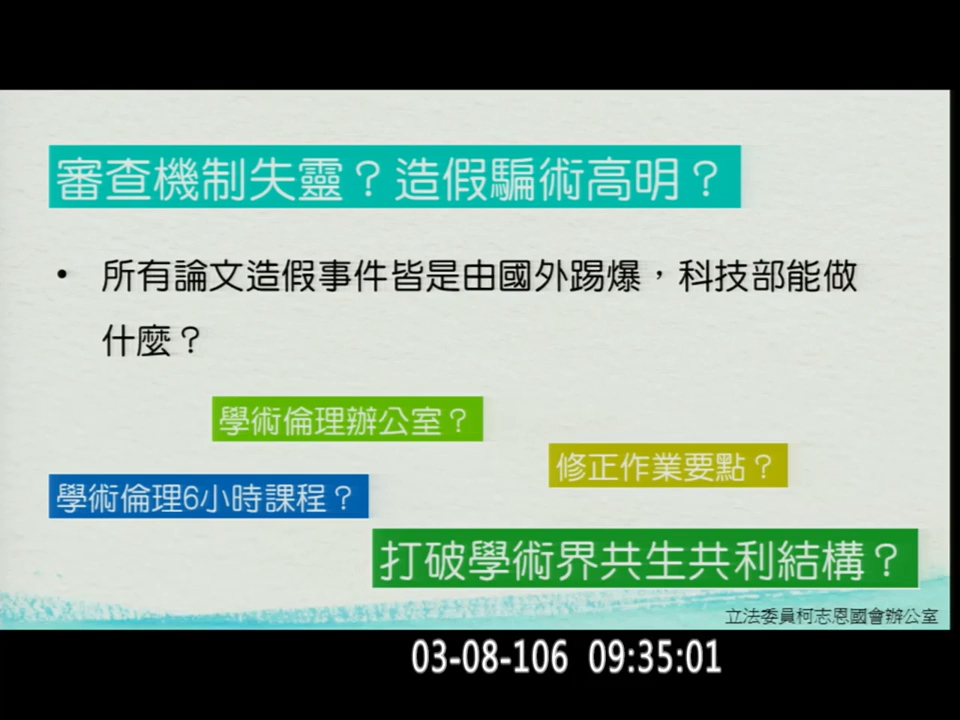 審查機制失靈？造假騙術高明？
• 所有論文造假事件皆是由國外踢爆，科技部能做
什麼？
學術倫理辦公室？
修正作業要點？
學術倫理6小時課程？
打破學術界共生共利結構？
立法委員柯志恩國會辦公室
03-08-106 09:35:01